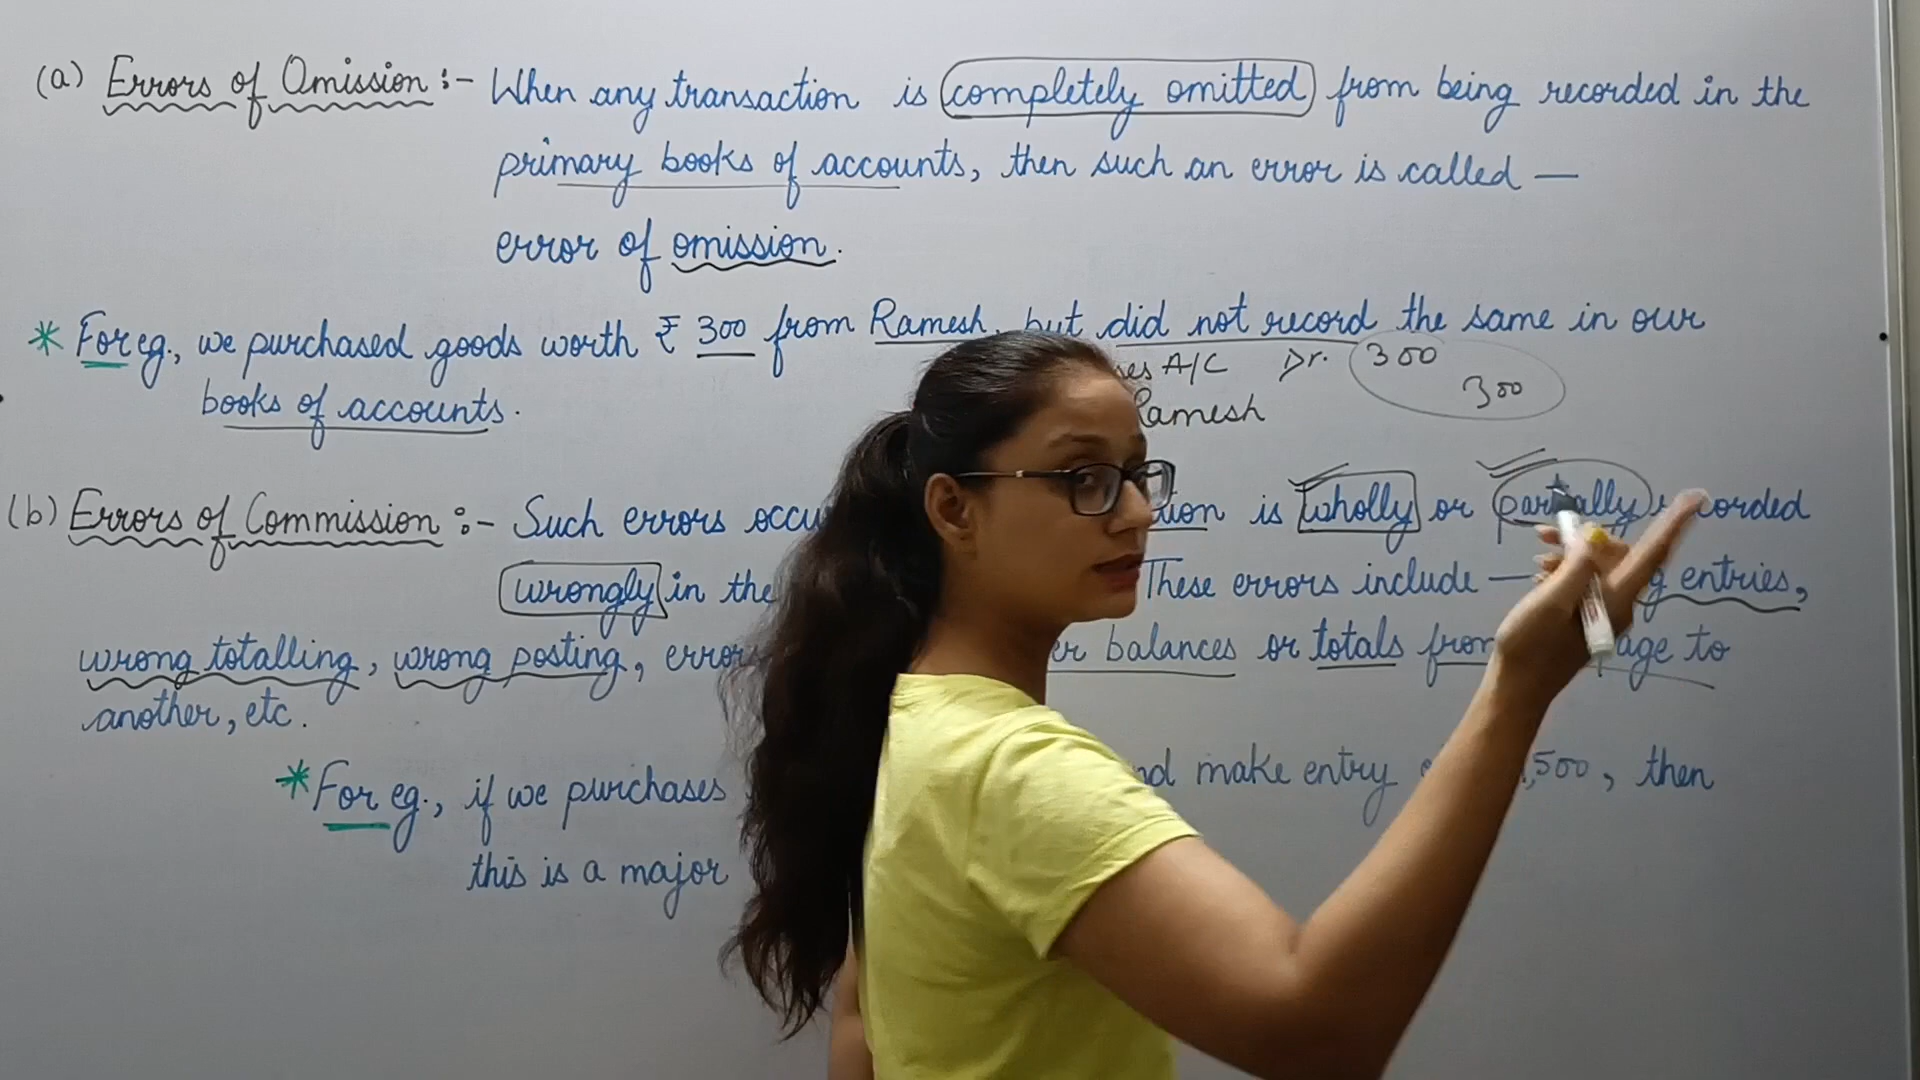 (a) Errors of Omission :- When any transaction is completely omitted from being recorded in the
primary books of accounts, then such an error is called —
error of omission.
* For eg., we purchased goods worth ₹ 300 from Ramesh, but did not record the same in our
A/C Dr. 300
books of accounts. Ramesh 300
(b) Errors of Commission :- Such errors is wholly or partially
wrongly in the These errors include — entries,
wrong totalling, wrong posting, balances or totals page to
another, etc.
* For eg., if we purchases make entry then
this is a major